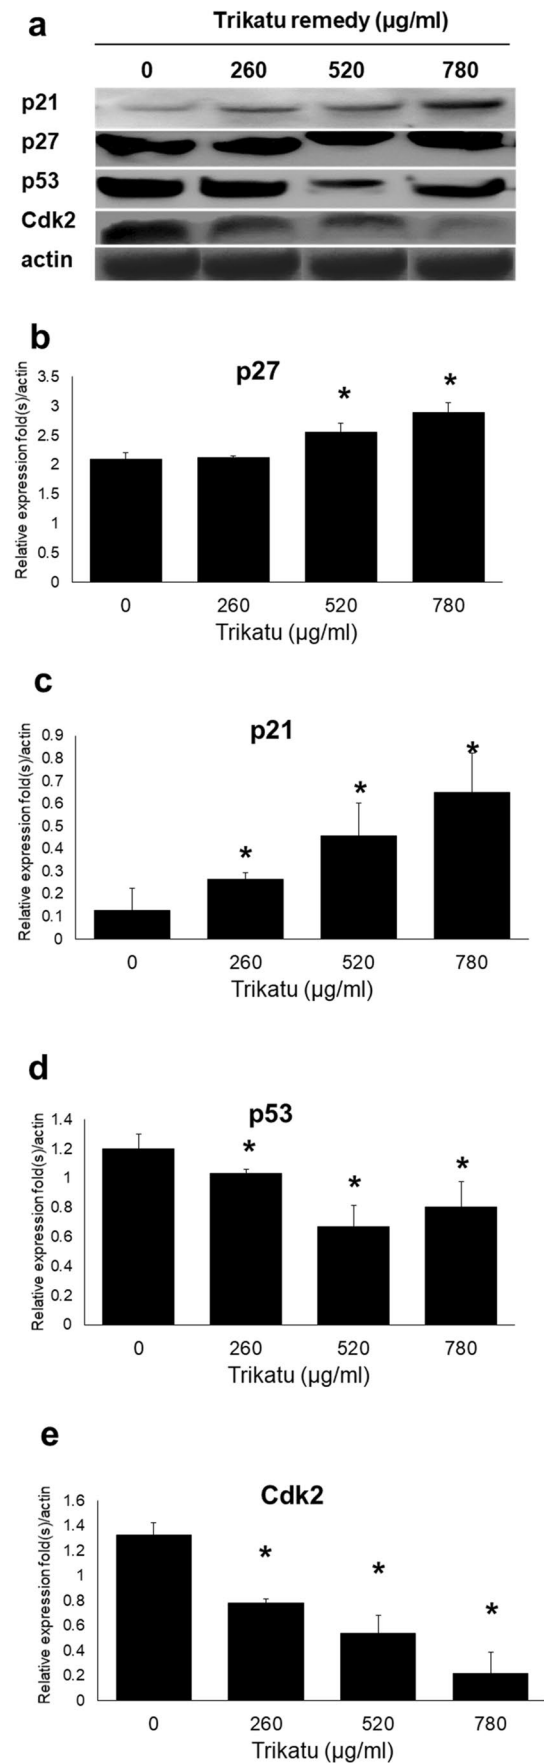 a
Trikatu remedy (µg/ml)
0 260 520 780
p21
p27
p53
Cdk2
actin
b
p27
Relative expression fold(s)/actin
3.5
3
2.5
2
1.5
1
0.5
0
* *
0 260 520 780
Trikatu (µg/ml)
c
p21
Relative expression fold(s)/actin
0.9
0.8
0.7
0.6
0.5
0.4
0.3
0.2
0.1
0
* * *
0 260 520 780
Trikatu (µg/ml)
d
p53
Relative expression fold(s)/actin
1.4
1.2
1
0.8
0.6
0.4
0.2
0
* * *
0 260 520 780
Trikatu (µg/ml)
e
Cdk2
Relative expression fold(s)/actin
1.6
1.4
1.2
1
0.8
0.6
0.4
0.2
0
* * *
0 260 520 780
Trikatu (µg/ml)